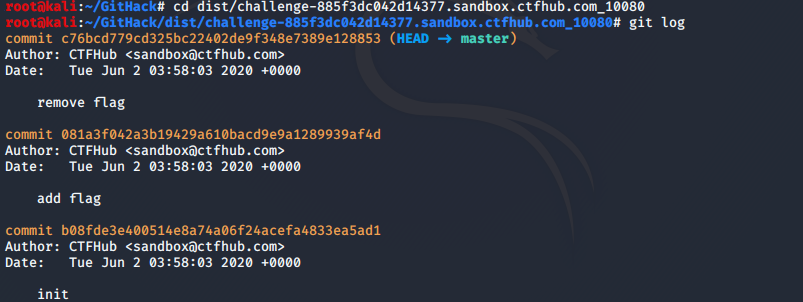 root@kali:~/GitHack# cd dist/challenge-885f3dc042d14377.sandbox.ctfhub.com_10080
root@kali:~/GitHack/dist/challenge-885f3dc042d14377.sandbox.ctfhub.com_10080# git log
commit c76bcd779cd325bc22402de9f348e7389e128853 (HEAD → master)
Author: CTFHub <sandbox@ctfhub.com>
Date:   Tue Jun 2 03:58:03 2020 +0000
remove flag
commit 081a3f042a3b19429a610bacd9e9a1289939af4d
Author: CTFHub <sandbox@ctfhub.com>
Date:   Tue Jun 2 03:58:03 2020 +0000
add flag
commit b08fde3e400514e8a74a06f24acefa4833ea5ad1
Author: CTFHub <sandbox@ctfhub.com>
Date:   Tue Jun 2 03:58:03 2020 +0000
init